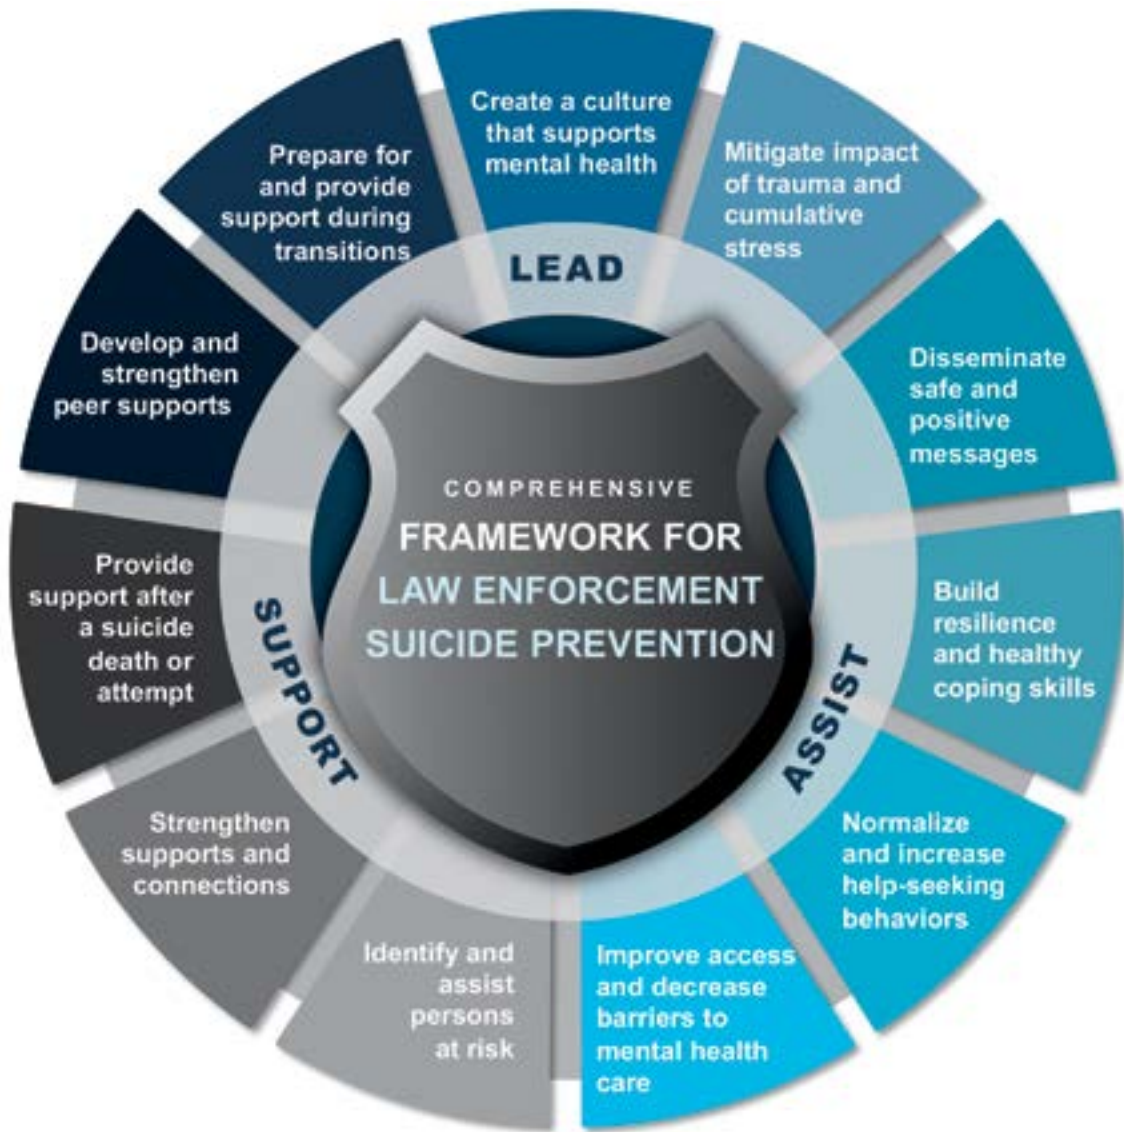 Create a culture
that supports
mental health
Mitigate impact
of trauma and
cumulative
stress
Disseminate
safe and
positive
messages
Build
resilience
and healthy
coping skills
Normalize
and increase
help-seeking
behaviors
Improve access
and decrease
barriers to
mental health
care
Identify and
assist
persons
at risk
Strengthen
supports and
connections
Provide
support after
a suicide
death or
attempt
Develop and
strengthen
peer supports
Prepare for
and provide
support during
transitions
LEAD
ASSIST
SUPPORT
COMPREHENSIVE
FRAMEWORK FOR
LAW ENFORCEMENT
SUICIDE PREVENTION